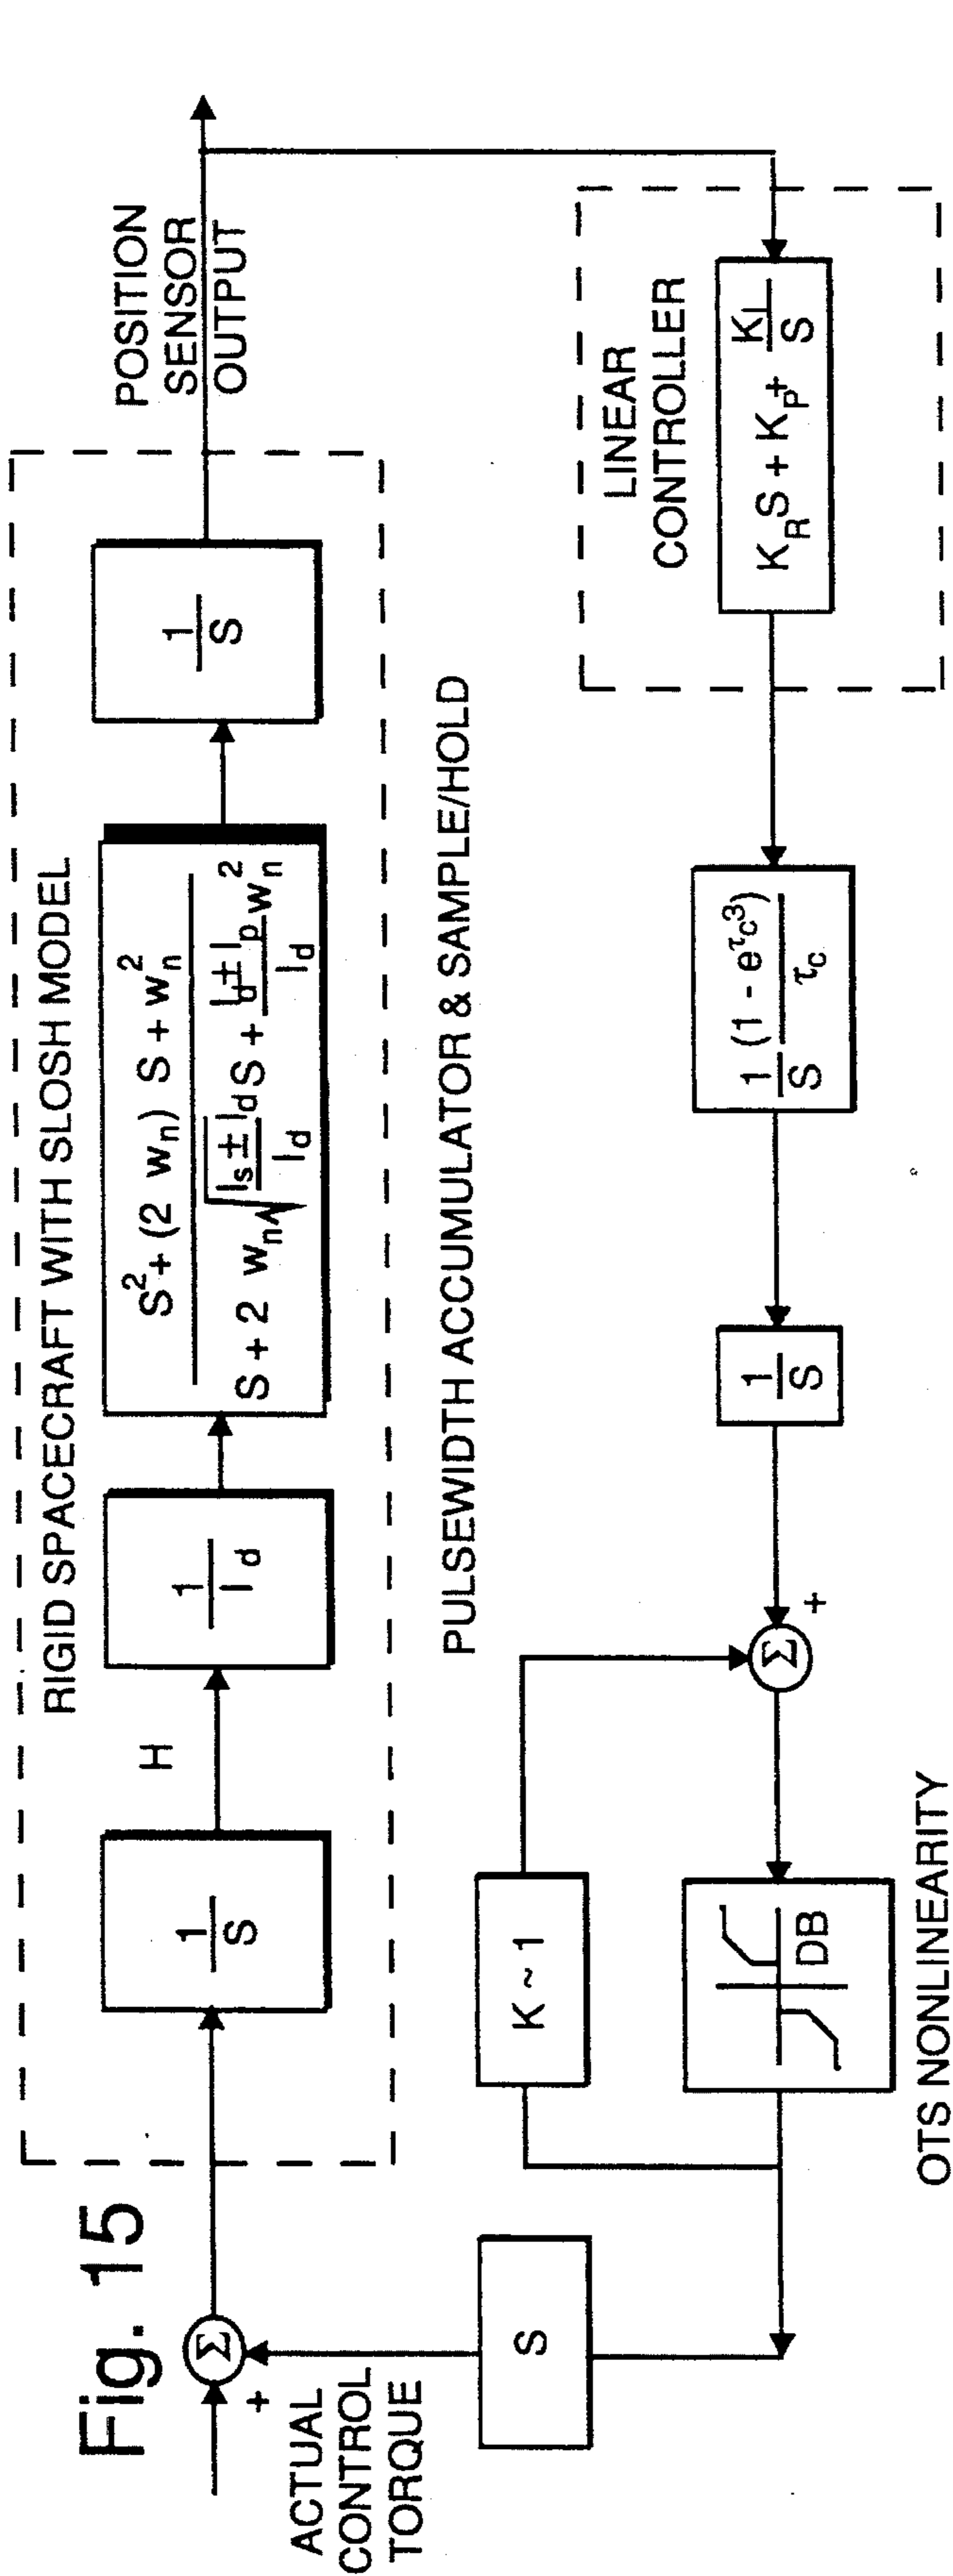 Fig. 15
RIGID SPACECRAFT WITH SLOSH MODEL
Σ
+
1/S
H
1/I_d
S^2 + (2 w_n) S + w_n^2
S + 2 w_n √ I_s ± I_d / I_d S + I_d ± I_p / I_d w_n^2
1/S
POSITION
SENSOR
OUTPUT
ACTUAL
CONTROL
TORQUE
S
K ~ 1
PULSEWIDTH ACCUMULATOR & SAMPLE/HOLD
DB
OTS NONLINEARITY
Σ
+
1/S
1/S (1 - e^τ_c3) / τ_c
LINEAR
CONTROLLER
K_R S + K_P + K_I/S